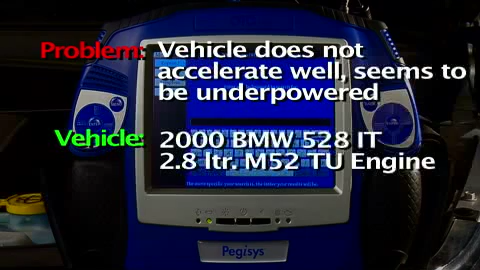 Problem: Vehicle does not
accelerate well, seems to
be underpowered
Vehicle: 2000 BMW 528 IT
2.8 ltr. M52 TU Engine
Pegisys